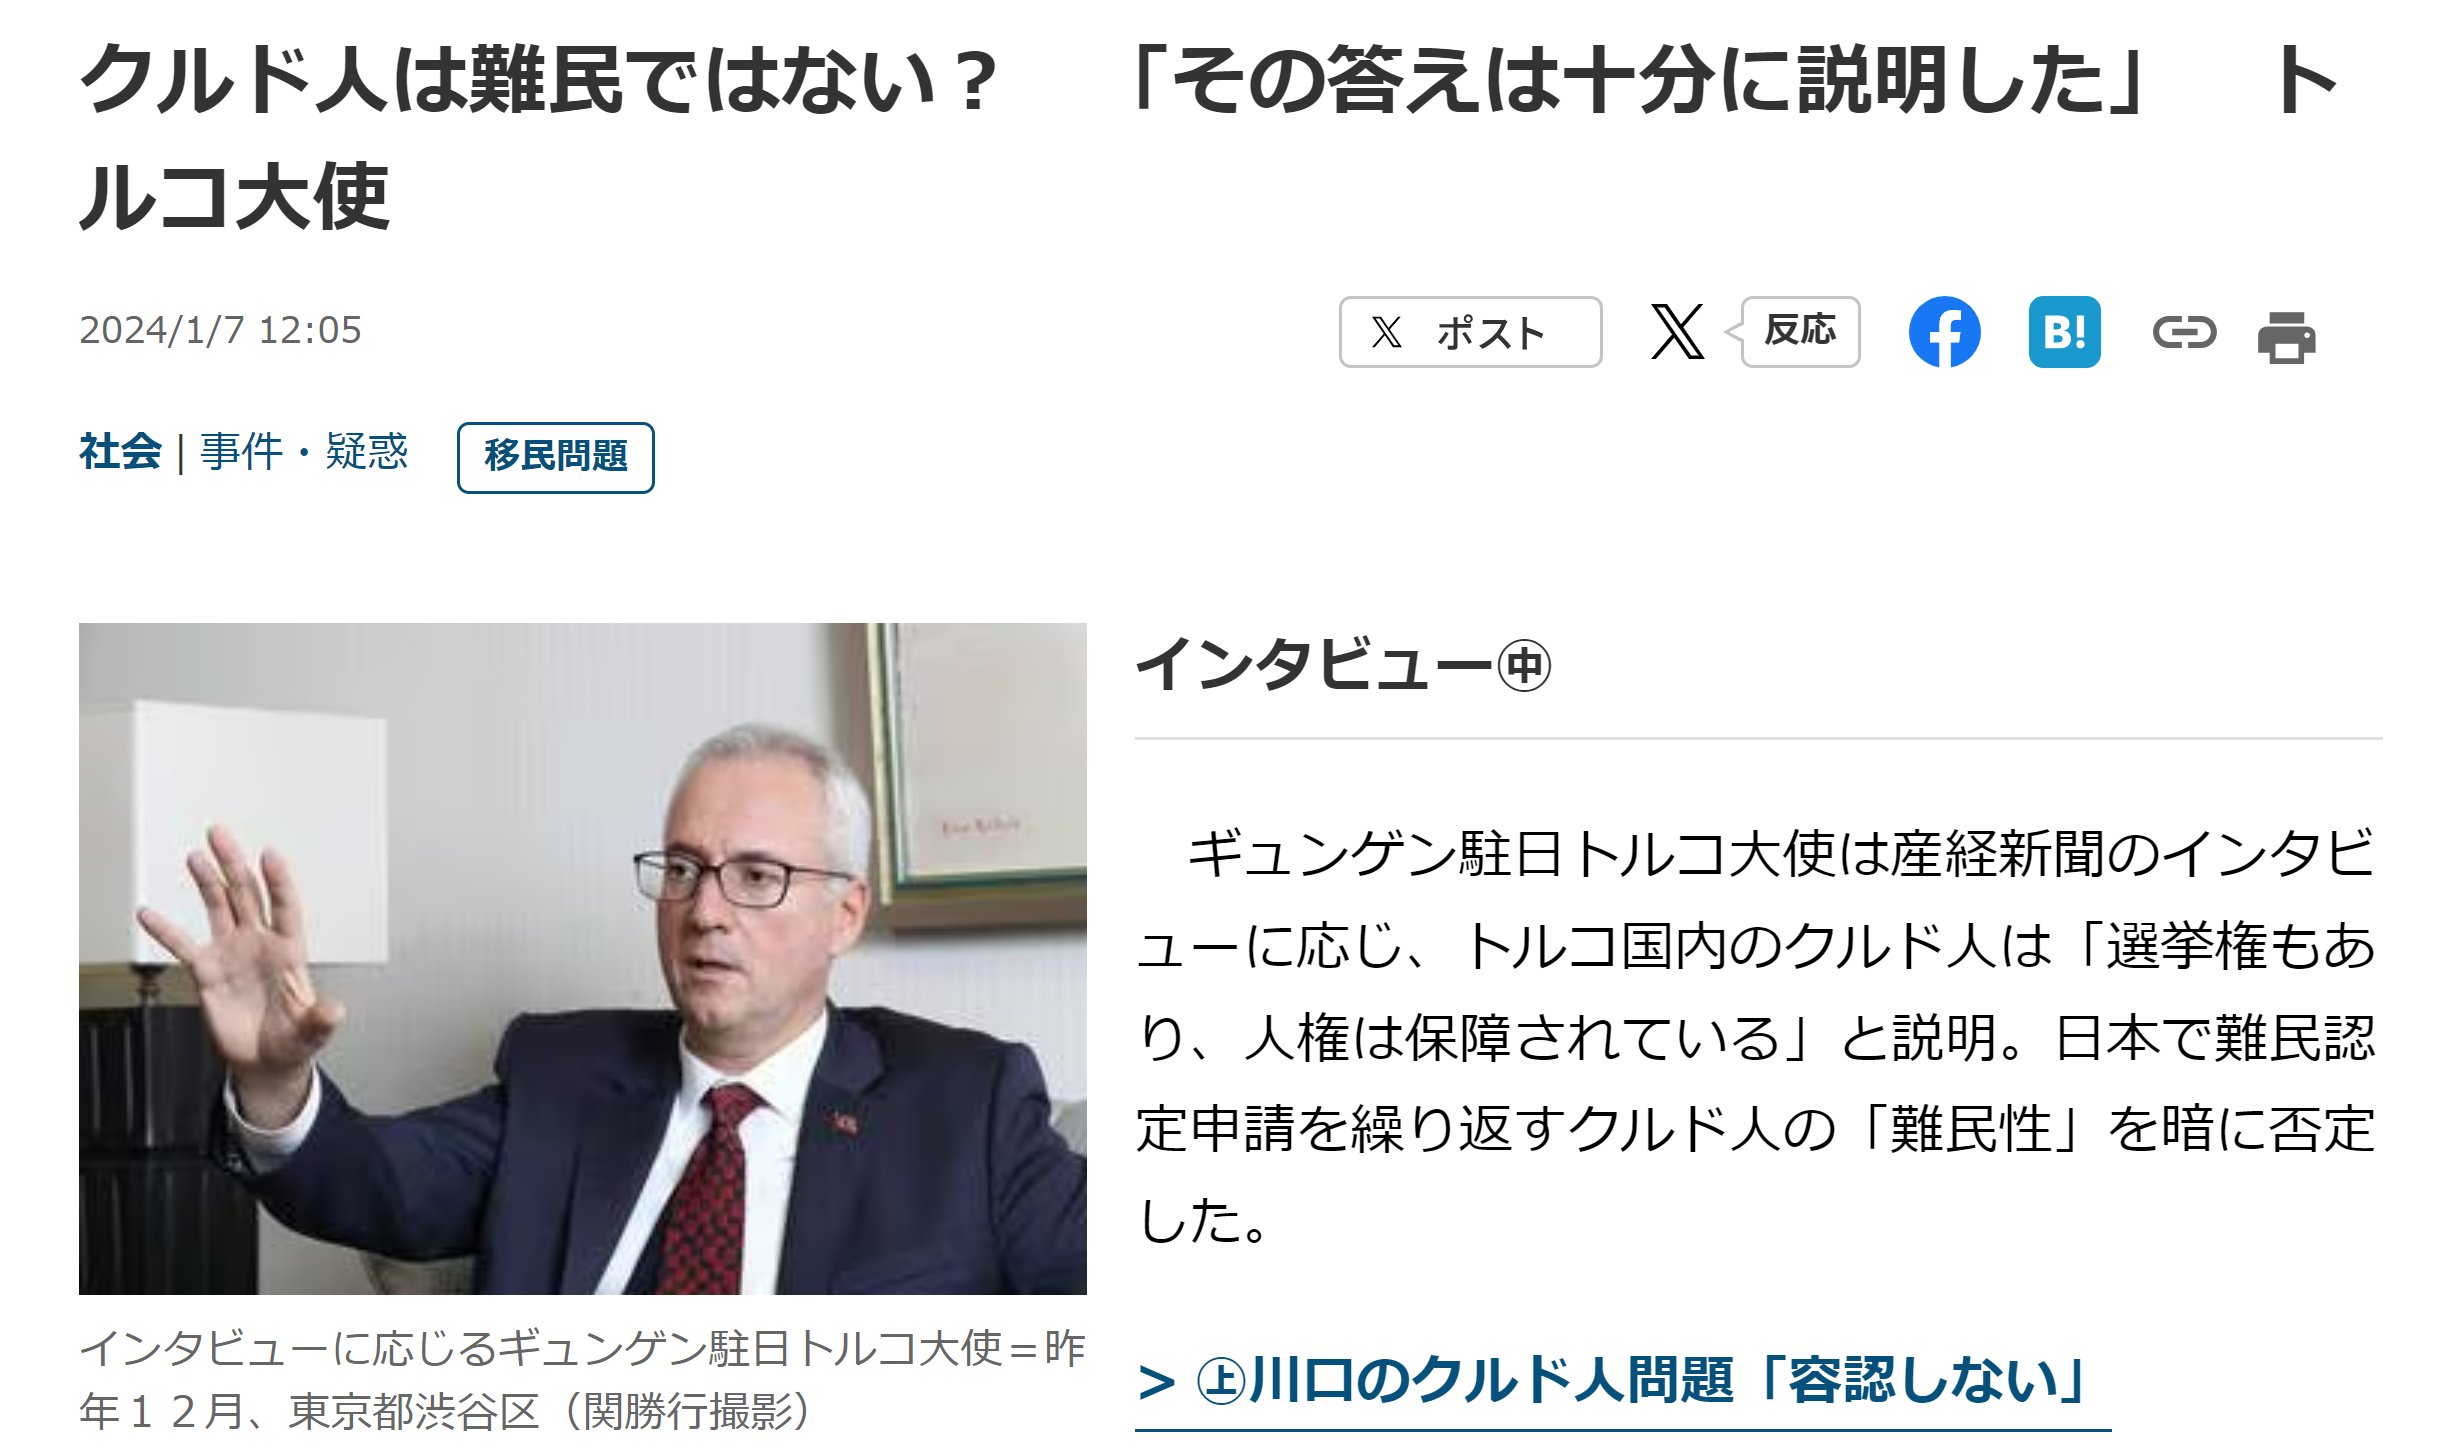 クルド人は難民ではない？　「その答えは十分に説明した」　ト
ルコ大使
2024/1/7 12:05
X ポスト
X 反応
B!
社会 | 事件・疑惑 移民問題
インタビュー㊥
ギュンゲン駐日トルコ大使は産経新聞のインタビ
ューに応じ、トルコ国内のクルド人は「選挙権もあ
り、人権は保障されている」と説明。日本で難民認
定申請を繰り返すクルド人の「難民性」を暗に否定
した。
> ㊤川口のクルド人問題「容認しない」
インタビューに応じるギュンゲン駐日トルコ大使＝昨
年１２月、東京都渋谷区（関勝行撮影）